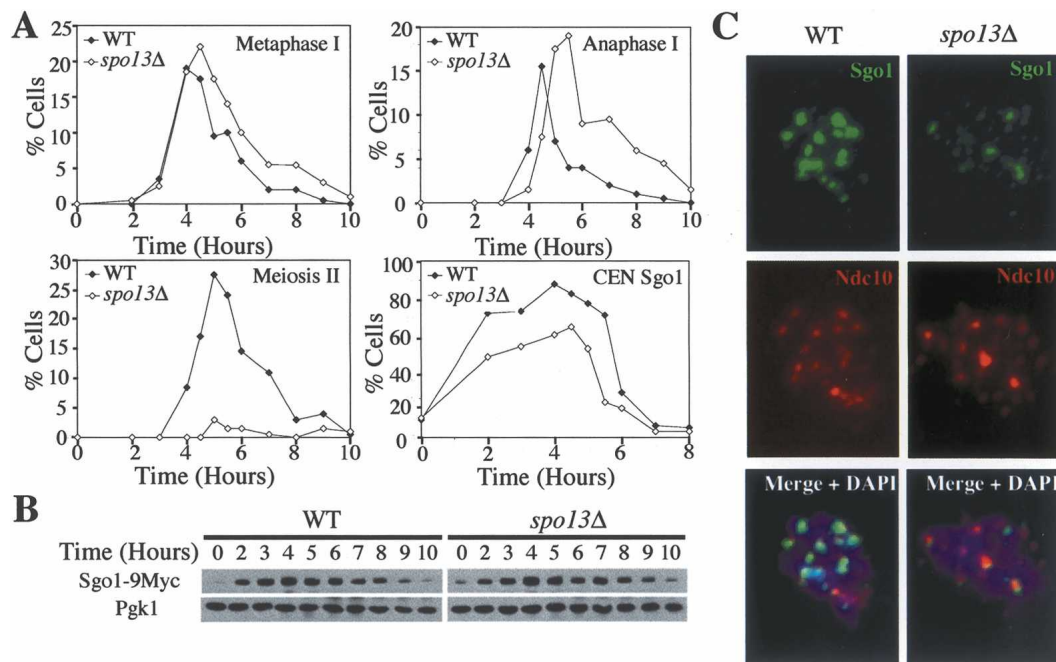 A
WT
spo13Δ
Metaphase I
25
20
15
10
5
0
% Cells
0 2 4 6 8 10
Time (Hours)
WT
spo13Δ
Anaphase I
20
15
10
5
0
% Cells
0 2 4 6 8 10
Time (Hours)
WT
spo13Δ
Meiosis II
30
25
20
15
10
5
0
% Cells
0 2 4 6 8 10
Time (Hours)
WT
spo13Δ
CEN Sgo1
100
80
60
40
20
0
% Cells
0 2 4 6 8
Time (Hours)
B
WT spo13Δ
Time (Hours) 0 2 3 4 5 6 7 8 9 10 0 2 3 4 5 6 7 8 9 10
Sgo1-9Myc
Pgk1
C
WT spo13Δ
Sgo1 Sgo1
Ndc10 Ndc10
Merge + DAPI Merge + DAPI